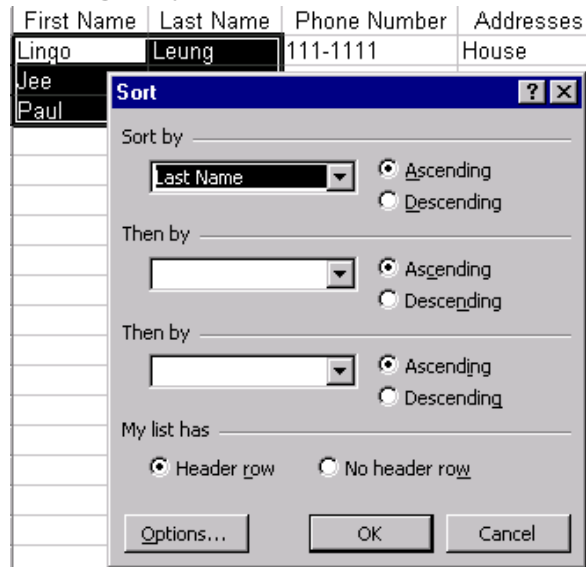 First Name Last Name Phone Number Addresses
Lingo Leung 111-1111 House
Jee
Paul
Sort ? ×
Sort by
Last Name Ascending
Descending
Then by
Ascending
Descending
Then by
Ascending
Descending
My list has
Header row No header row
Options... OK Cancel